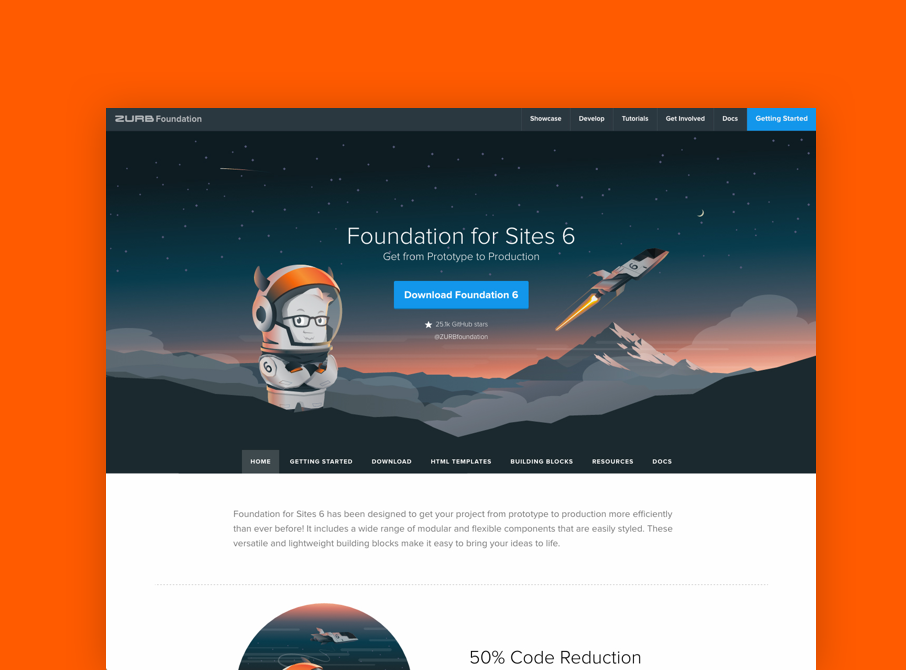 ZURB Foundation
Showcase
Develop
Tutorials
Get Involved
Docs
Getting Started
Foundation for Sites 6
Get from Prototype to Production
Download Foundation 6
25.1k GitHub stars
@ZURBfoundation
6
6
HOME
GETTING STARTED
DOWNLOAD
HTML TEMPLATES
BUILDING BLOCKS
RESOURCES
DOCS
Foundation for Sites 6 has been designed to get your project from prototype to production more efficiently
than ever before! It includes a wide range of modular and flexible components that are easily styled. These
versatile and lightweight building blocks make it easy to bring your ideas to life.
50% Code Reduction